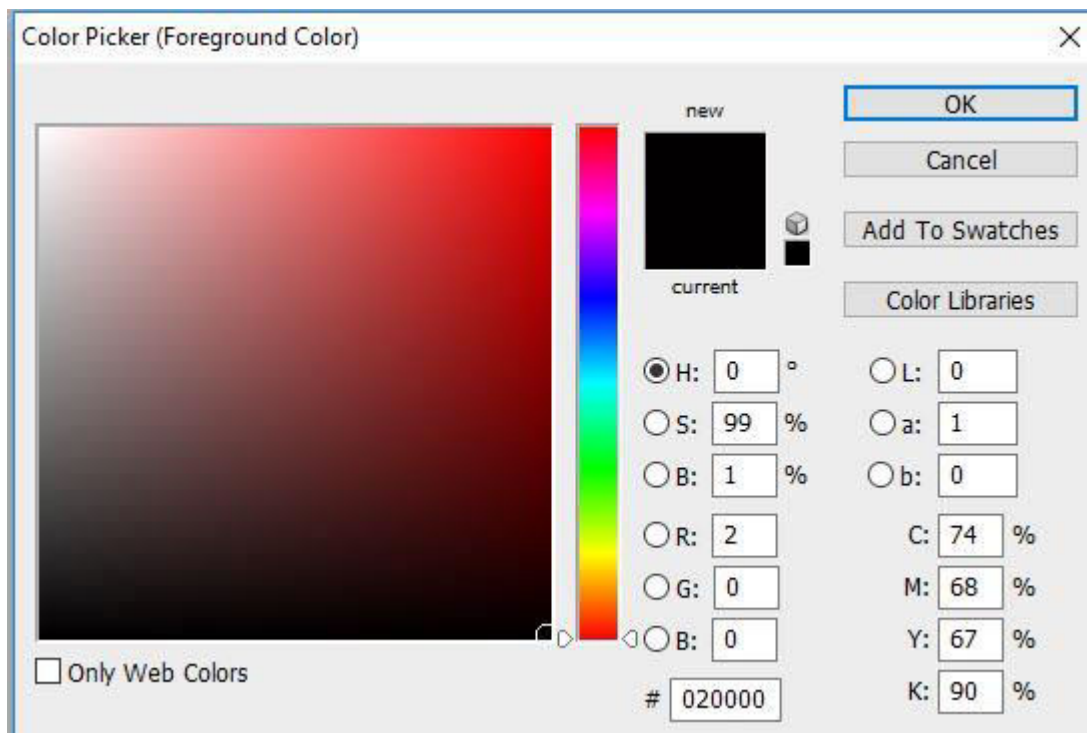 Color Picker (Foreground Color)
new
current
OK
Cancel
Add To Swatches
Color Libraries
H: 0 °
S: 99 %
B: 1 %
R: 2
G: 0
B: 0
# 020000
L: 0
a: 1
b: 0
C: 74 %
M: 68 %
Y: 67 %
K: 90 %
Only Web Colors